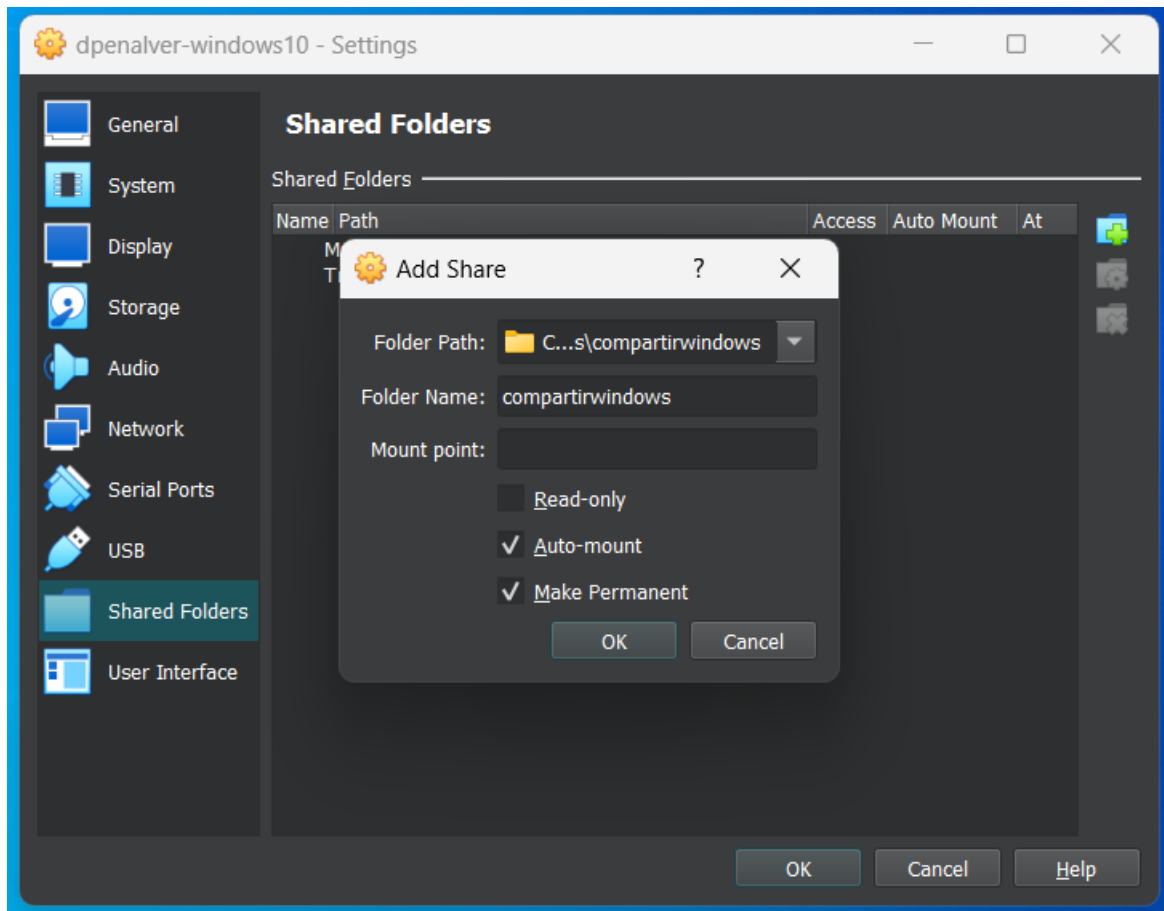 dpenalver-windows10 - Settings
General
System
Display
Storage
Audio
Network
Serial Ports
USB
Shared Folders
User Interface
Shared Folders
Shared Folders
Name Path Access Auto Mount At
Add Share ?
Folder Path: C...s\compartirwindows
Folder Name: compartirwindows
Mount point:
Read-only
Auto-mount
Make Permanent
OK Cancel
OK Cancel Help